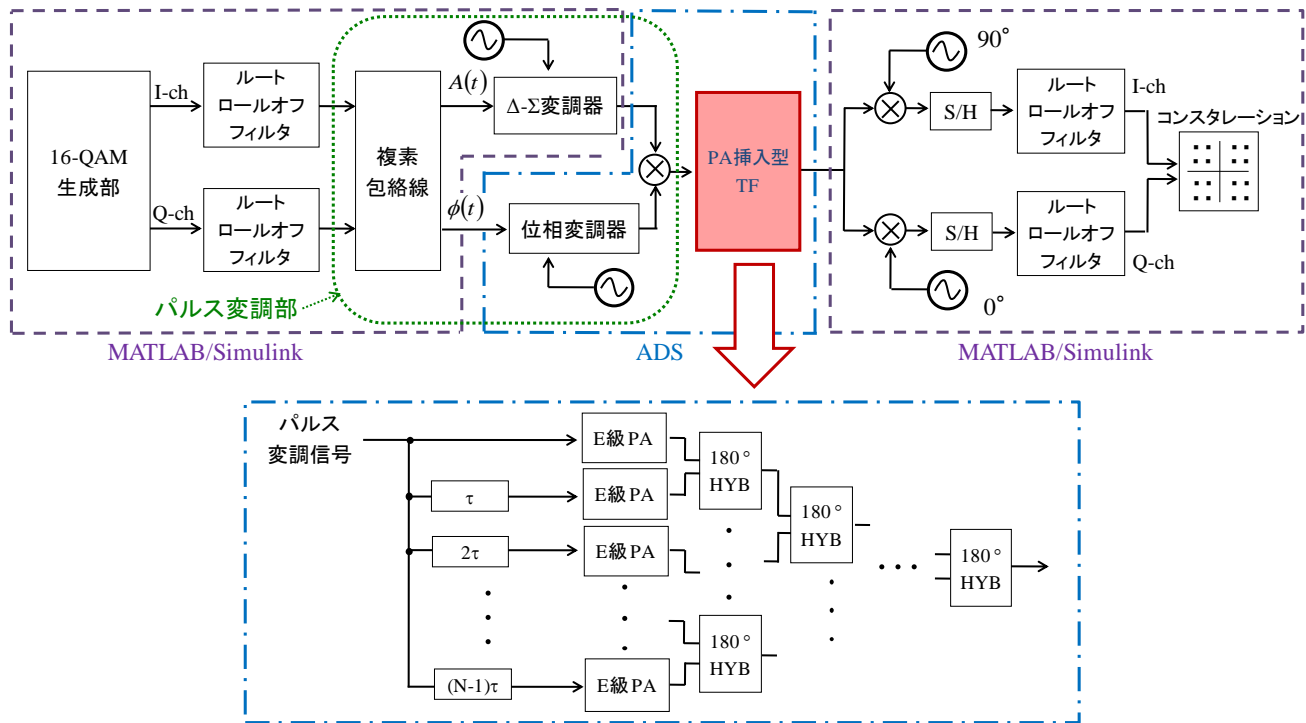 16-QAM
生成部
I-ch
Q-ch
ルート
ロールオフ
フィルタ
ルート
ロールオフ
フィルタ
複素
包絡線
A(t)
ϕ(t)
Δ-Σ変調器
位相変調器
パルス変調部
MATLAB/Simulink
PA挿入型
TF
ADS
90°
0°
S/H
S/H
ルート
ロールオフ
フィルタ
ルート
ロールオフ
フィルタ
I-ch
Q-ch
コンスタレーション
MATLAB/Simulink
パルス
変調信号
τ
2τ
(N-1)τ
E級PA
E級PA
E級PA
E級PA
180°
HYB
180°
HYB
180°
HYB
180°
HYB